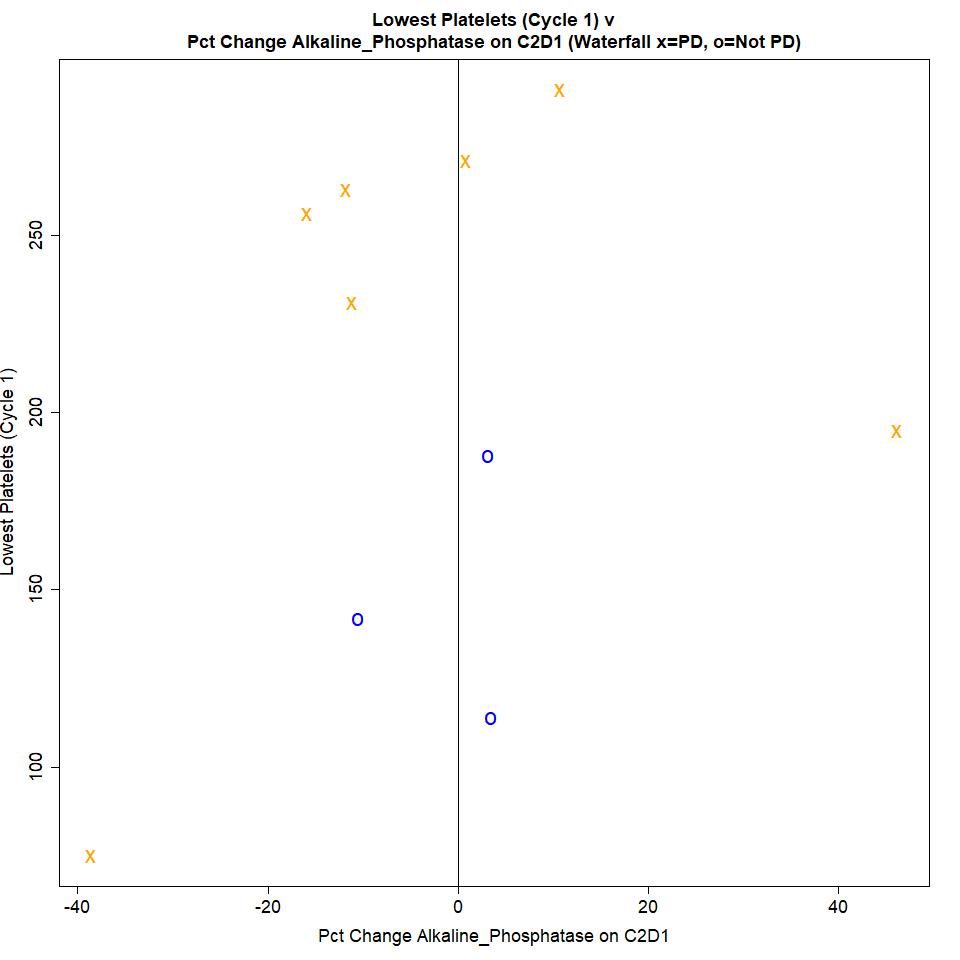 Lowest Platelets (Cycle 1) v
Pct Change Alkaline_Phosphatase on C2D1 (Waterfall x=PD, o=Not PD)
Lowest Platelets (Cycle 1)
250
200
150
100
X
X
X
X
X
X
O
O
O
X
-40
-20
0
20
40
Pct Change Alkaline_Phosphatase on C2D1